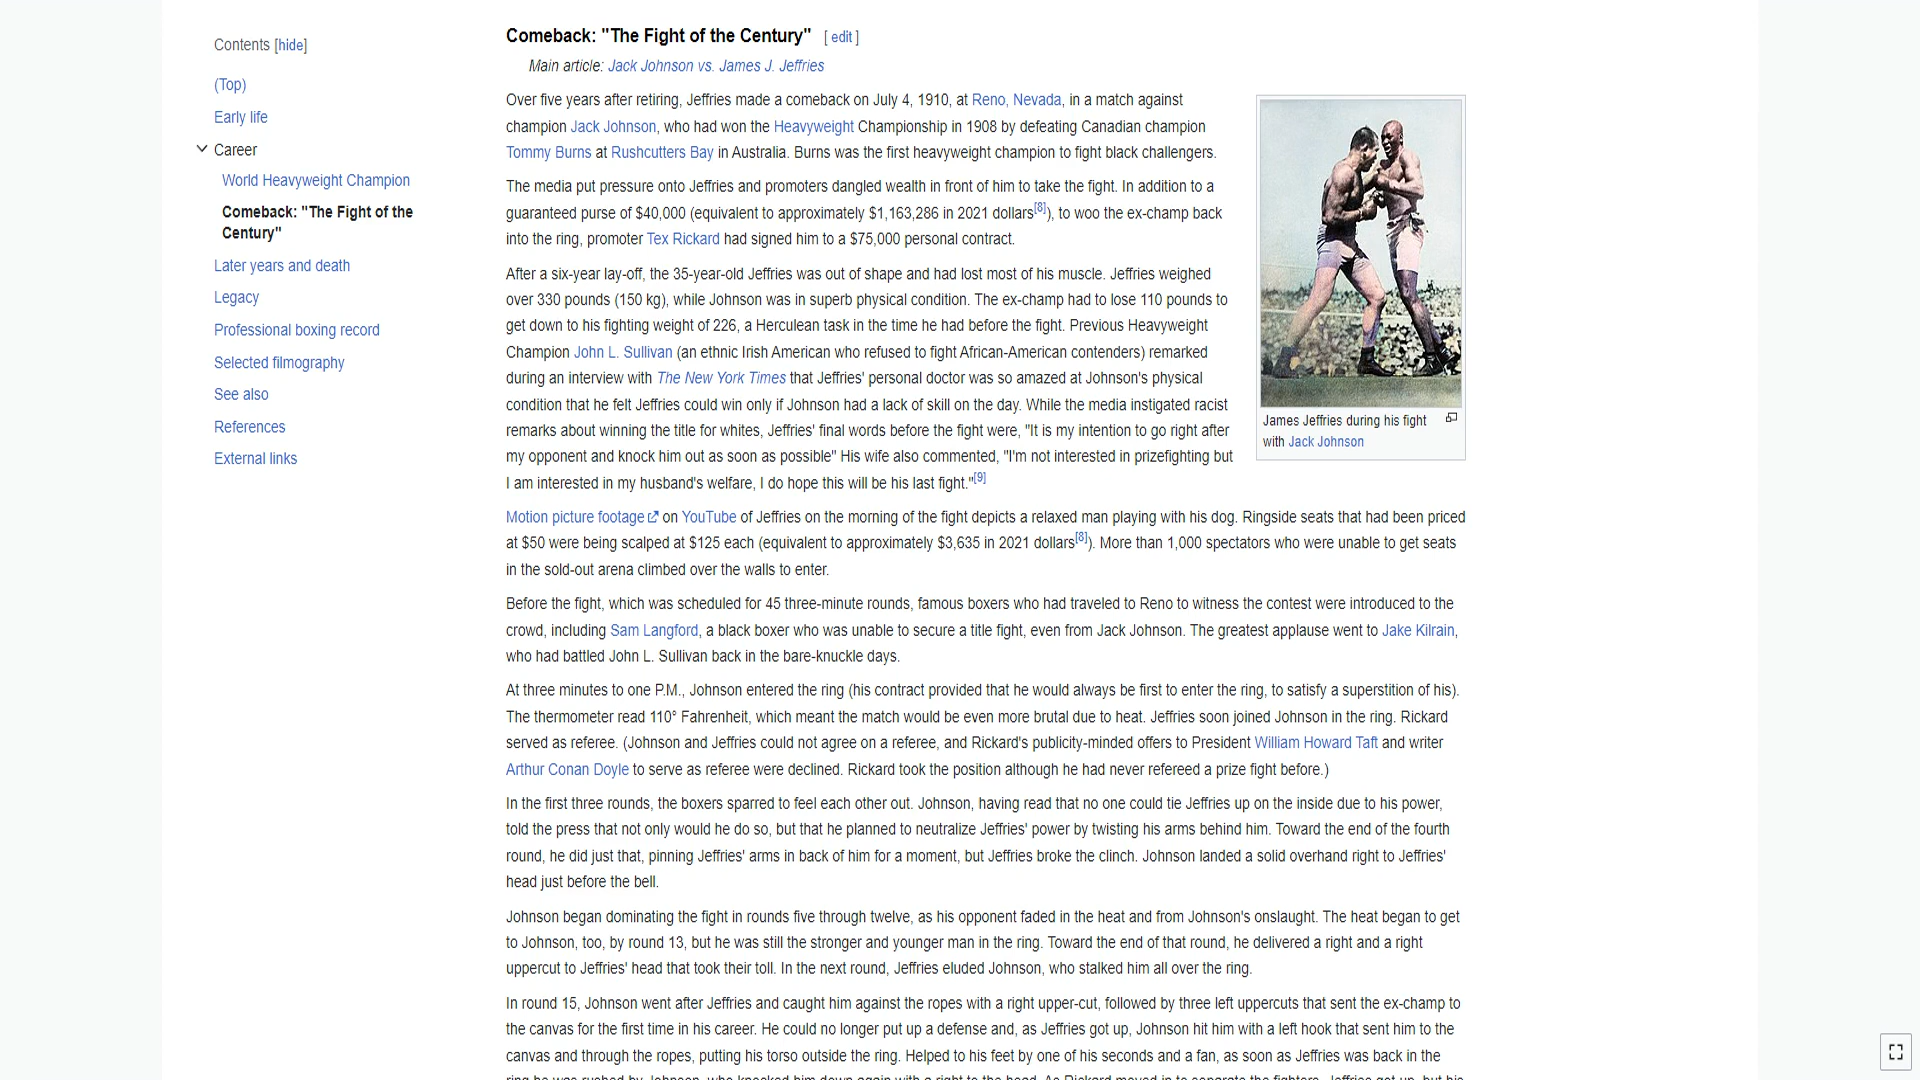 Contents [hide]
(Top)
Early life
Career
World Heavyweight Champion
Comeback: "The Fight of the
Century"
Later years and death
Legacy
Professional boxing record
Selected filmography
See also
References
External links
Comeback: "The Fight of the Century" [ edit ]
Main article: Jack Johnson vs. James J. Jeffries
Over five years after retiring, Jeffries made a comeback on July 4, 1910, at Reno, Nevada, in a match against
champion Jack Johnson, who had won the Heavyweight Championship in 1908 by defeating Canadian champion
Tommy Burns at Rushcutters Bay in Australia. Burns was the first heavyweight champion to fight black challengers.
The media put pressure onto Jeffries and promoters dangled wealth in front of him to take the fight. In addition to a
guaranteed purse of $40,000 (equivalent to approximately $1,163,286 in 2021 dollars[8]), to woo the ex-champ back
into the ring, promoter Tex Rickard had signed him to a $75,000 personal contract.
After a six-year lay-off, the 35-year-old Jeffries was out of shape and had lost most of his muscle. Jeffries weighed
over 330 pounds (150 kg), while Johnson was in superb physical condition. The ex-champ had to lose 110 pounds to
get down to his fighting weight of 226, a Herculean task in the time he had before the fight. Previous Heavyweight
Champion John L. Sullivan (an ethnic Irish American who refused to fight African-American contenders) remarked
during an interview with The New York Times that Jeffries' personal doctor was so amazed at Johnson's physical
condition that he felt Jeffries could win only if Johnson had a lack of skill on the day. While the media instigated racist
remarks about winning the title for whites, Jeffries' final words before the fight were, "It is my intention to go right after
my opponent and knock him out as soon as possible" His wife also commented, "I'm not interested in prizefighting but
I am interested in my husband's welfare, I do hope this will be his last fight."[9]
James Jeffries during his fight
with Jack Johnson
Motion picture footage on YouTube of Jeffries on the morning of the fight depicts a relaxed man playing with his dog. Ringside seats that had been priced
at $50 were being scalped at $125 each (equivalent to approximately $3,635 in 2021 dollars[8]). More than 1,000 spectators who were unable to get seats
in the sold-out arena climbed over the walls to enter.
Before the fight, which was scheduled for 45 three-minute rounds, famous boxers who had traveled to Reno to witness the contest were introduced to the
crowd, including Sam Langford, a black boxer who was unable to secure a title fight, even from Jack Johnson. The greatest applause went to Jake Kilrain,
who had battled John L. Sullivan back in the bare-knuckle days.
At three minutes to one P.M., Johnson entered the ring (his contract provided that he would always be first to enter the ring, to satisfy a superstition of his).
The thermometer read 110° Fahrenheit, which meant the match would be even more brutal due to heat. Jeffries soon joined Johnson in the ring. Rickard
served as referee. (Johnson and Jeffries could not agree on a referee, and Rickard's publicity-minded offers to President William Howard Taft and writer
Arthur Conan Doyle to serve as referee were declined. Rickard took the position although he had never refereed a prize fight before.)
In the first three rounds, the boxers sparred to feel each other out. Johnson, having read that no one could tie Jeffries up on the inside due to his power,
told the press that not only would he do so, but that he planned to neutralize Jeffries' power by twisting his arms behind him. Toward the end of the fourth
round, he did just that, pinning Jeffries' arms in back of him for a moment, but Jeffries broke the clinch. Johnson landed a solid overhand right to Jeffries'
head just before the bell.
Johnson began dominating the fight in rounds five through twelve, as his opponent faded in the heat and from Johnson's onslaught. The heat began to get
to Johnson, too, by round 13, but he was still the stronger and younger man in the ring. Toward the end of that round, he delivered a right and a right
uppercut to Jeffries' head that took their toll. In the next round, Jeffries eluded Johnson, who stalked him all over the ring.
In round 15, Johnson went after Jeffries and caught him against the ropes with a right upper-cut, followed by three left uppercuts that sent the ex-champ to
the canvas for the first time in his career. He could no longer put up a defense and, as Jeffries got up, Johnson hit him with a left hook that sent him to the
canvas and through the ropes, putting his torso outside the ring. Helped to his feet by one of his seconds and a fan, as soon as Jeffries was back in the
ring he was rushed by Johnson, who knocked him down again with a right to the head. As Rickard moved in to separate the fighters, Jeffries got up, but his